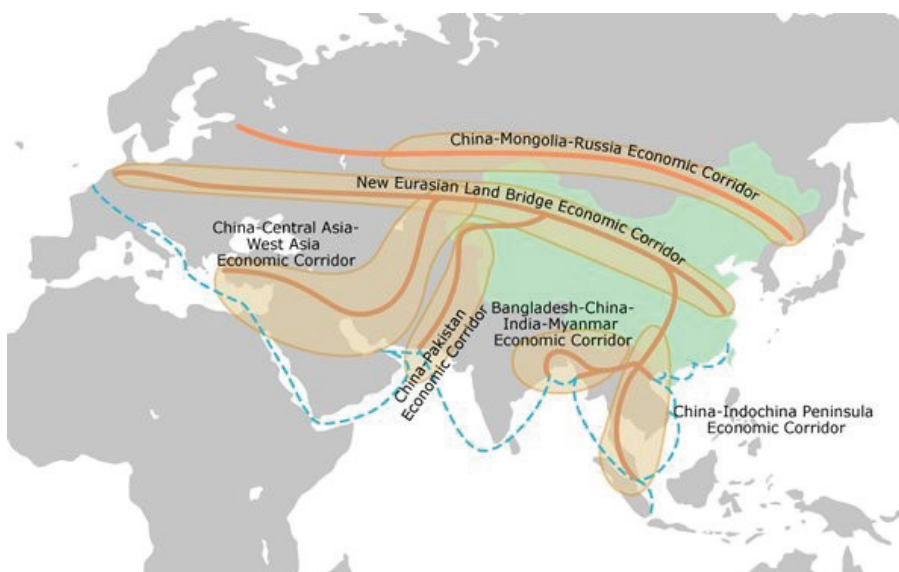 China-Mongolia-Russia Economic Corridor
New Eurasian Land Bridge Economic Corridor
China-Central Asia-
West Asia
Economic Corridor
China-Pakistan
Economic Corridor
Bangladesh-China-
India-Myanmar
Economic Corridor
China-Indochina Peninsula
Economic Corridor